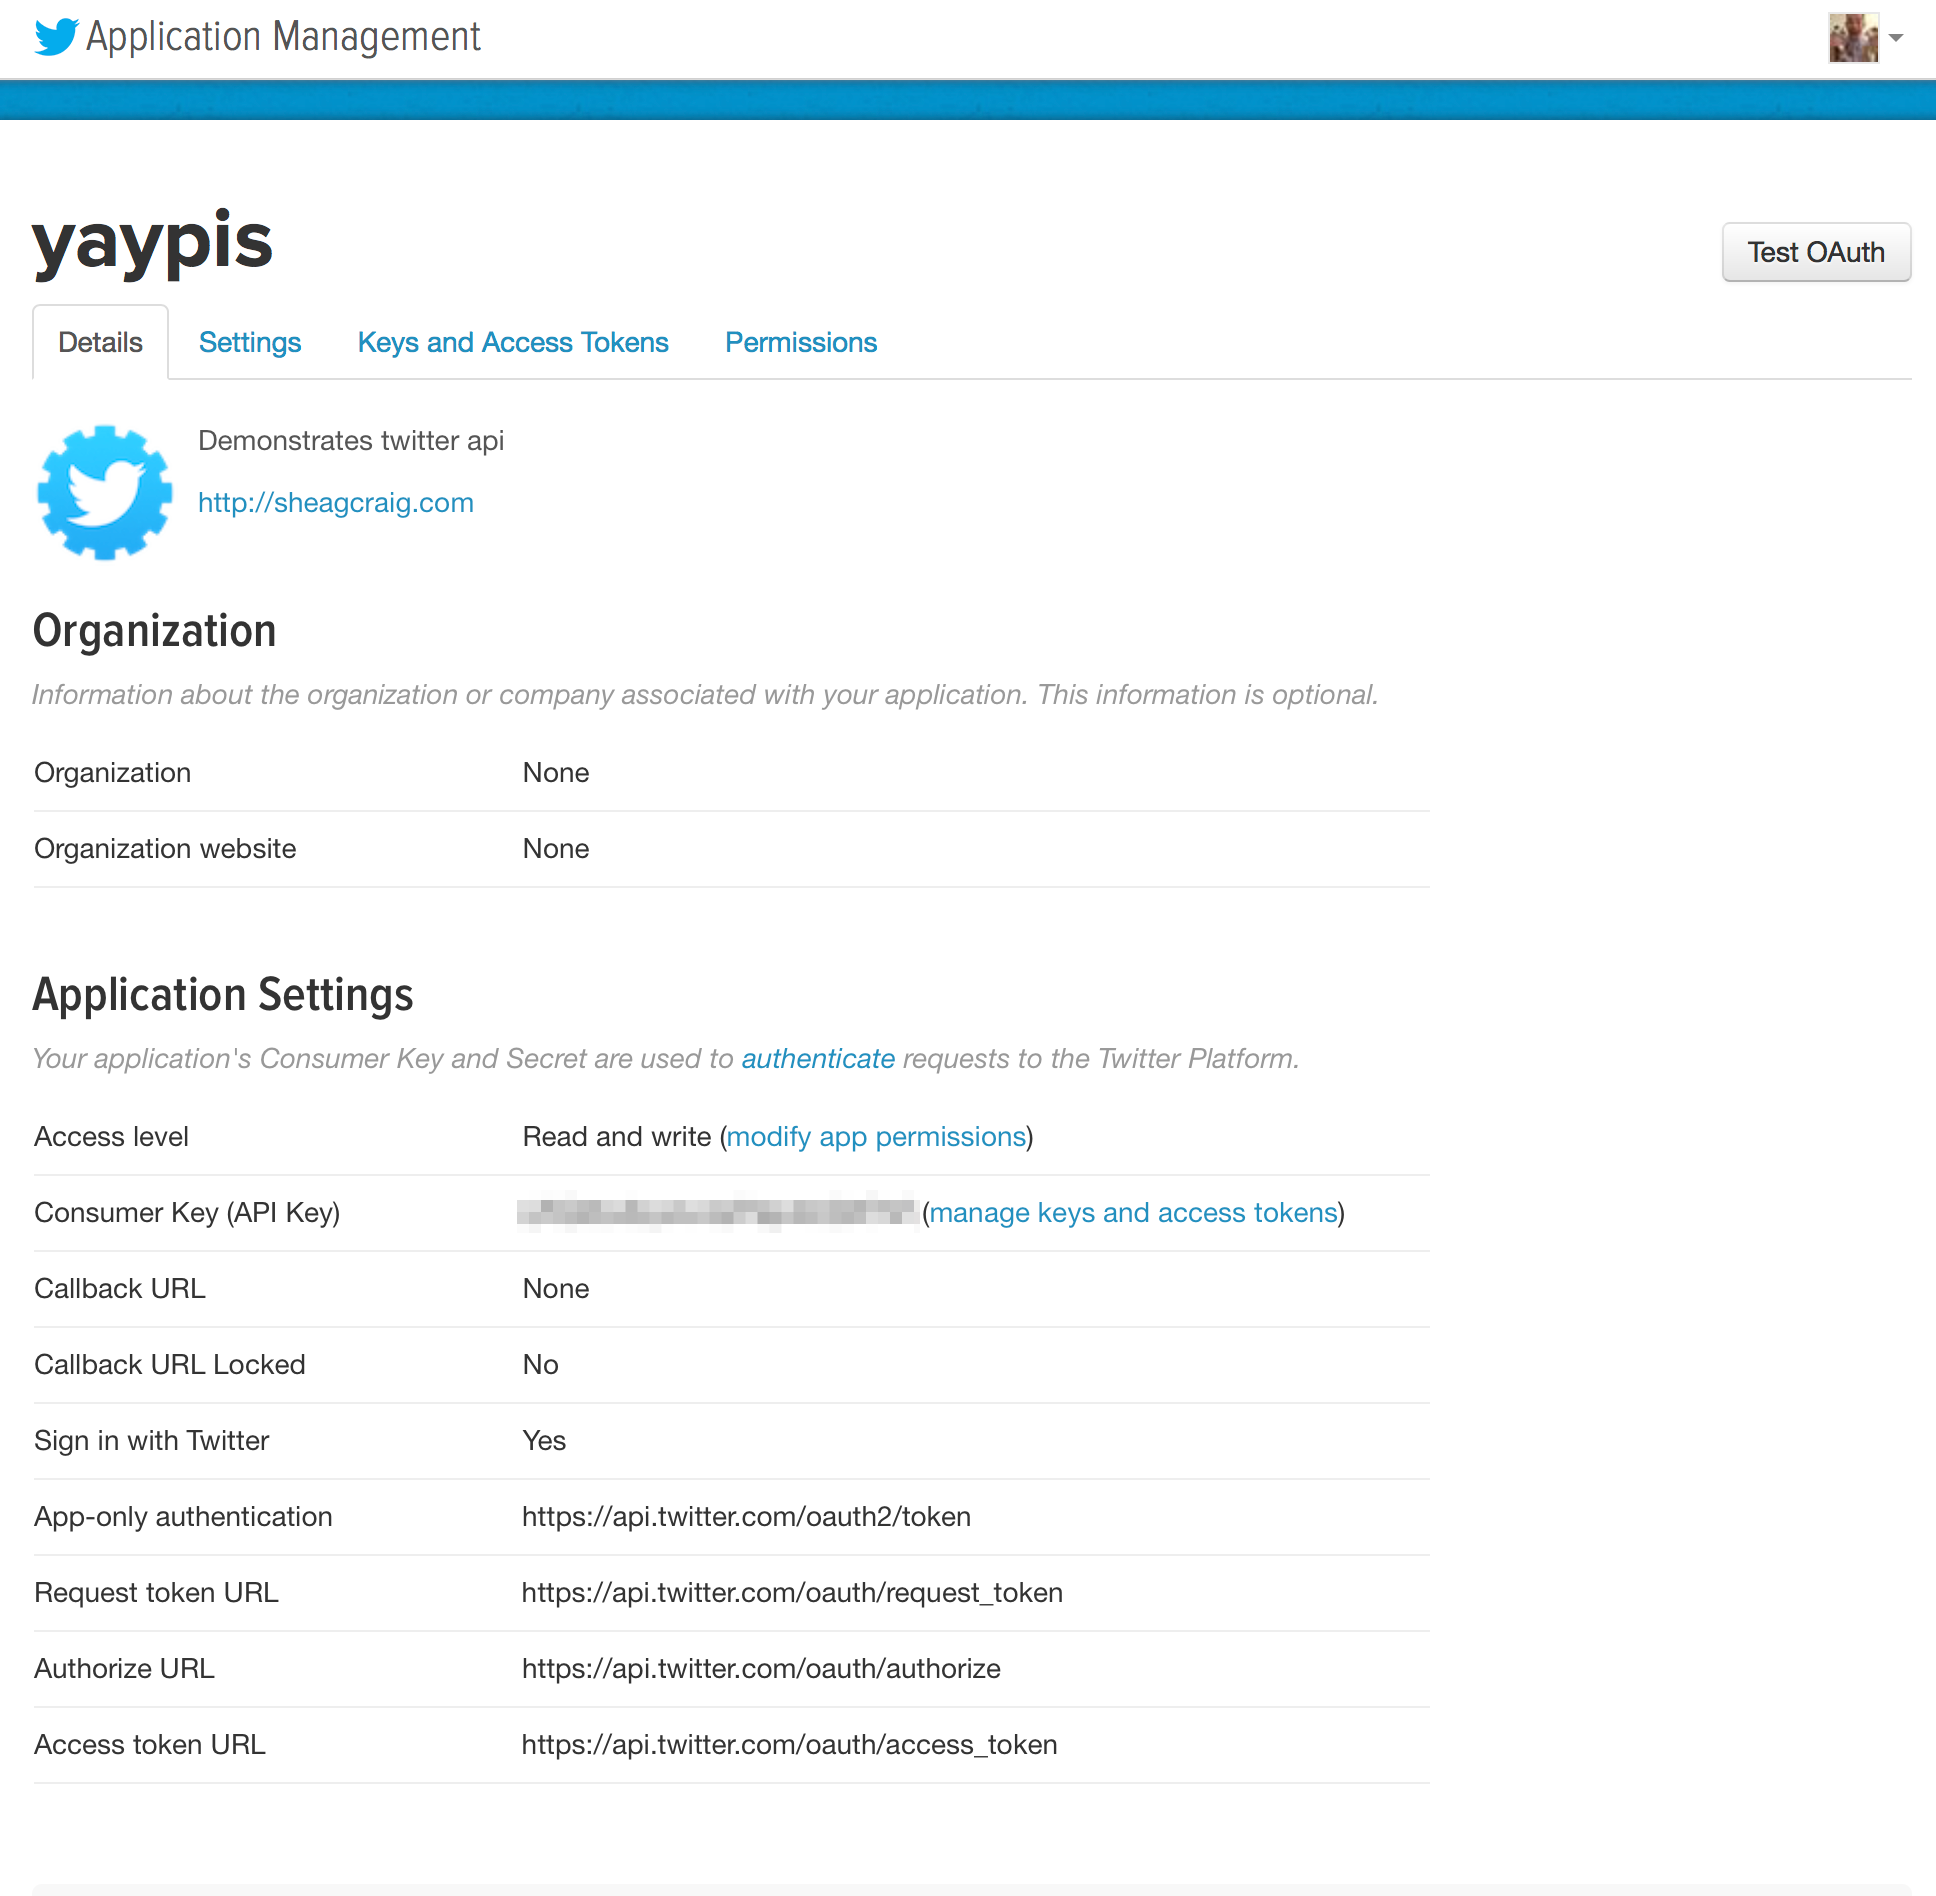 Application Management
yaypis
Test OAuth
Details Settings Keys and Access Tokens Permissions
Demonstrates twitter api
http://sheagcraig.com
Organization
Information about the organization or company associated with your application. This information is optional.
Organization None
Organization website None
Application Settings
Your application's Consumer Key and Secret are used to authenticate requests to the Twitter Platform.
Access level Read and write (modify app permissions)
Consumer Key (API Key) (manage keys and access tokens)
Callback URL None
Callback URL Locked No
Sign in with Twitter Yes
App-only authentication https://api.twitter.com/oauth2/token
Request token URL https://api.twitter.com/oauth/request_token
Authorize URL https://api.twitter.com/oauth/authorize
Access token URL https://api.twitter.com/oauth/access_token